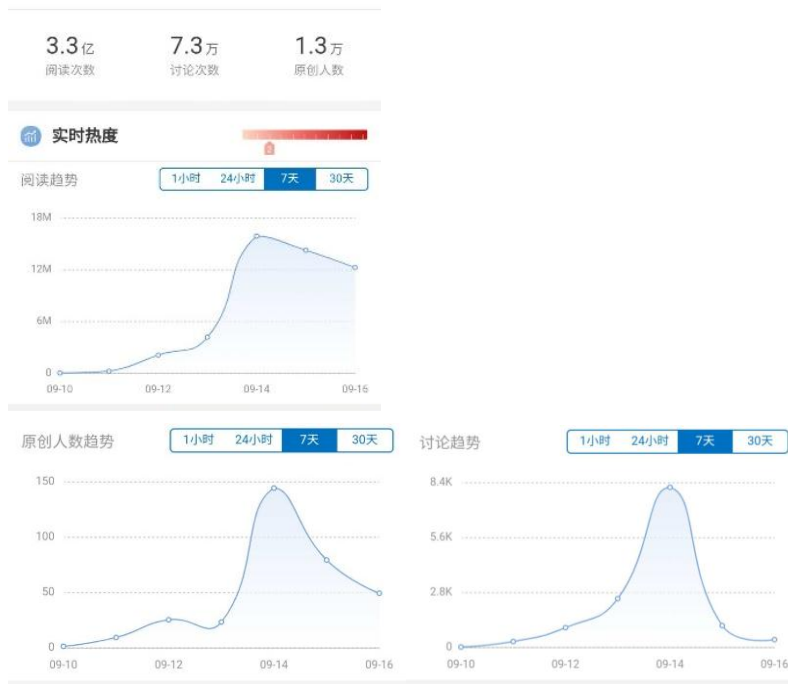 3.3亿 7.3万 1.3万
阅读次数 讨论次数 原创人数
实时热度
2
阅读趋势 1小时 24小时 7天 30天
18M
12M
6M
0
09-10 09-12 09-14 09-16
原创人数趋势 1小时 24小时 7天 30天
150
100
50
0
09-10 09-12 09-14 09-16
讨论趋势 1小时 24小时 7天 30天
8.4K
5.6K
2.8K
0
09-10 09-12 09-14 09-16